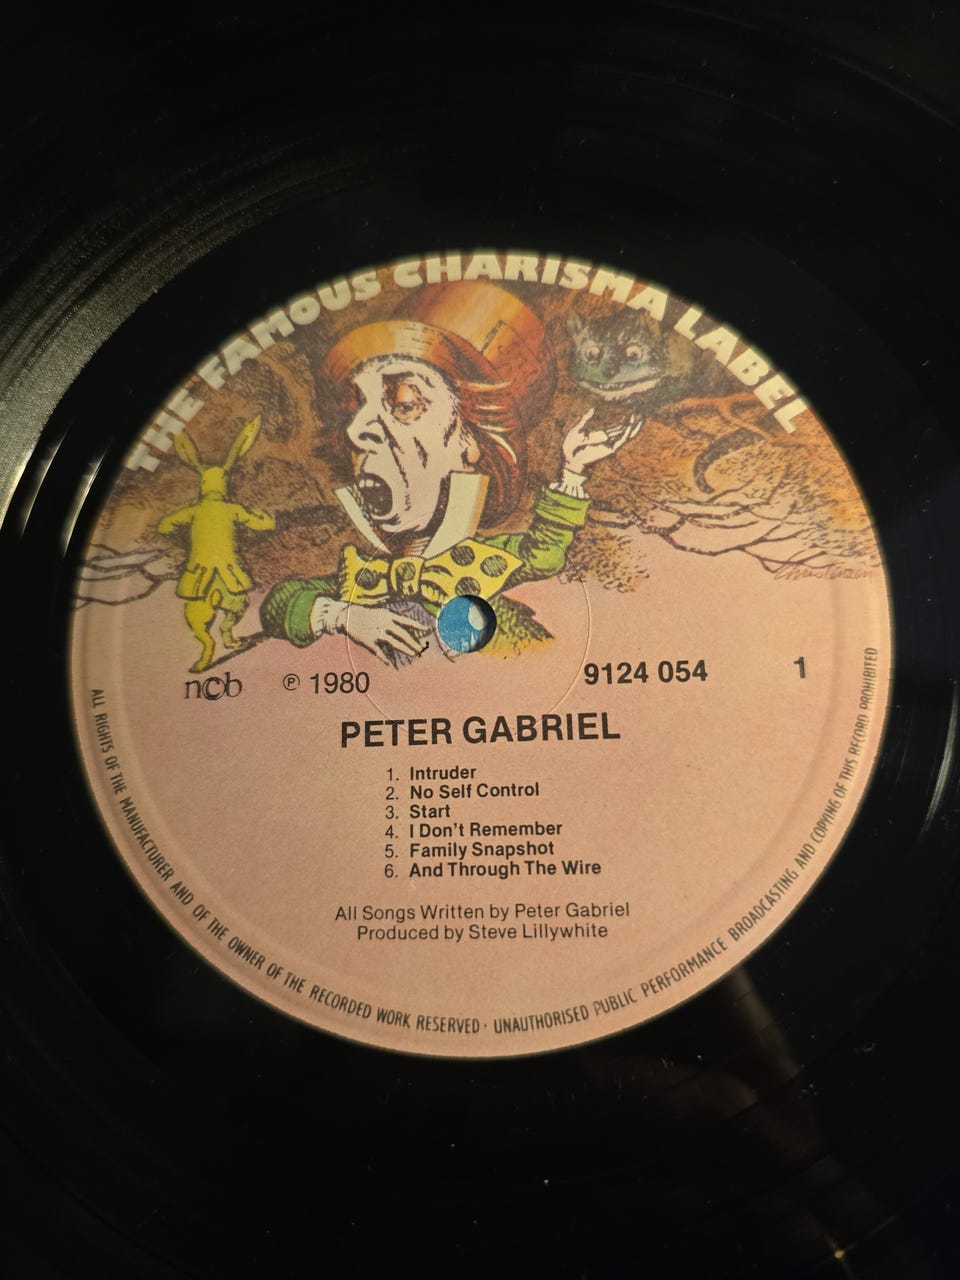 THE FAMOUS CHARISMA LABEL
ncb
℗ 1980
9124 054
1
PETER GABRIEL
1. Intruder
2. No Self Control
3. Start
4. I Don't Remember
5. Family Snapshot
6. And Through The Wire
All Songs Written by Peter Gabriel
Produced by Steve Lillywhite
ALL RIGHTS OF THE MANUFACTURER AND OF THE OWNER OF THE RECORDED WORK RESERVED · UNAUTHORISED PUBLIC PERFORMANCE BROADCASTING AND COPYING OF THIS RECORD PROHIBITED